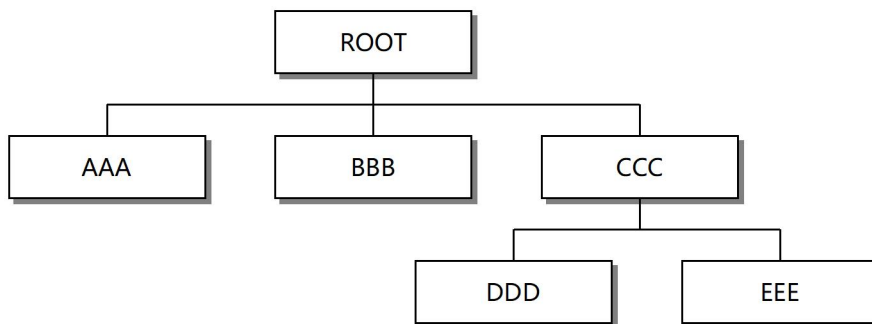 ROOT
AAA
BBB
CCC
DDD
EEE